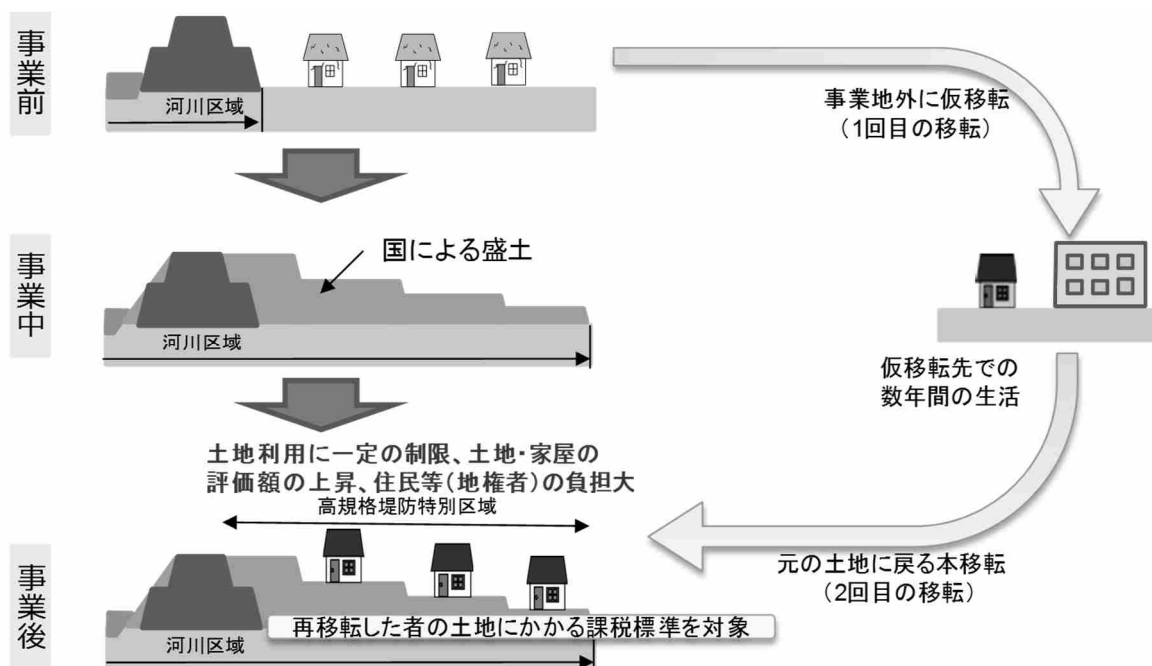 事業前
河川区域
事業地外に仮移転
（1回目の移転）
事業中
国による盛土
河川区域
仮移転先での
数年間の生活
土地利用に一定の制限、土地・家屋の
評価額の上昇、住民等（地権者）の負担大
高規格堤防特別区域
元の土地に戻る本移転
（2回目の移転）
事業後
再移転した者の土地にかかる課税標準を対象
河川区域